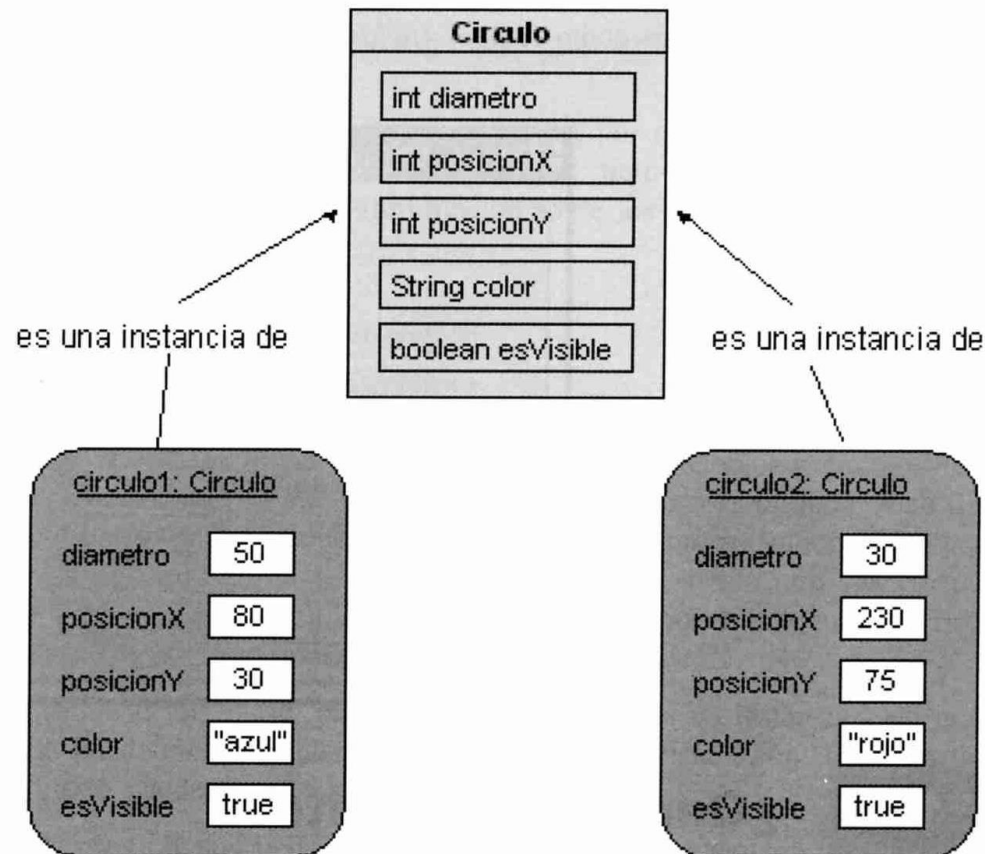 Circulo
int diametro
int posicionX
int posicionY
String color
boolean esVisible
es una instancia de
es una instancia de
circulo1: Circulo
diametro 50
posicionX 80
posicionY 30
color "azul"
esVisible true
circulo2: Circulo
diametro 30
posicionX 230
posicionY 75
color "rojo"
esVisible true